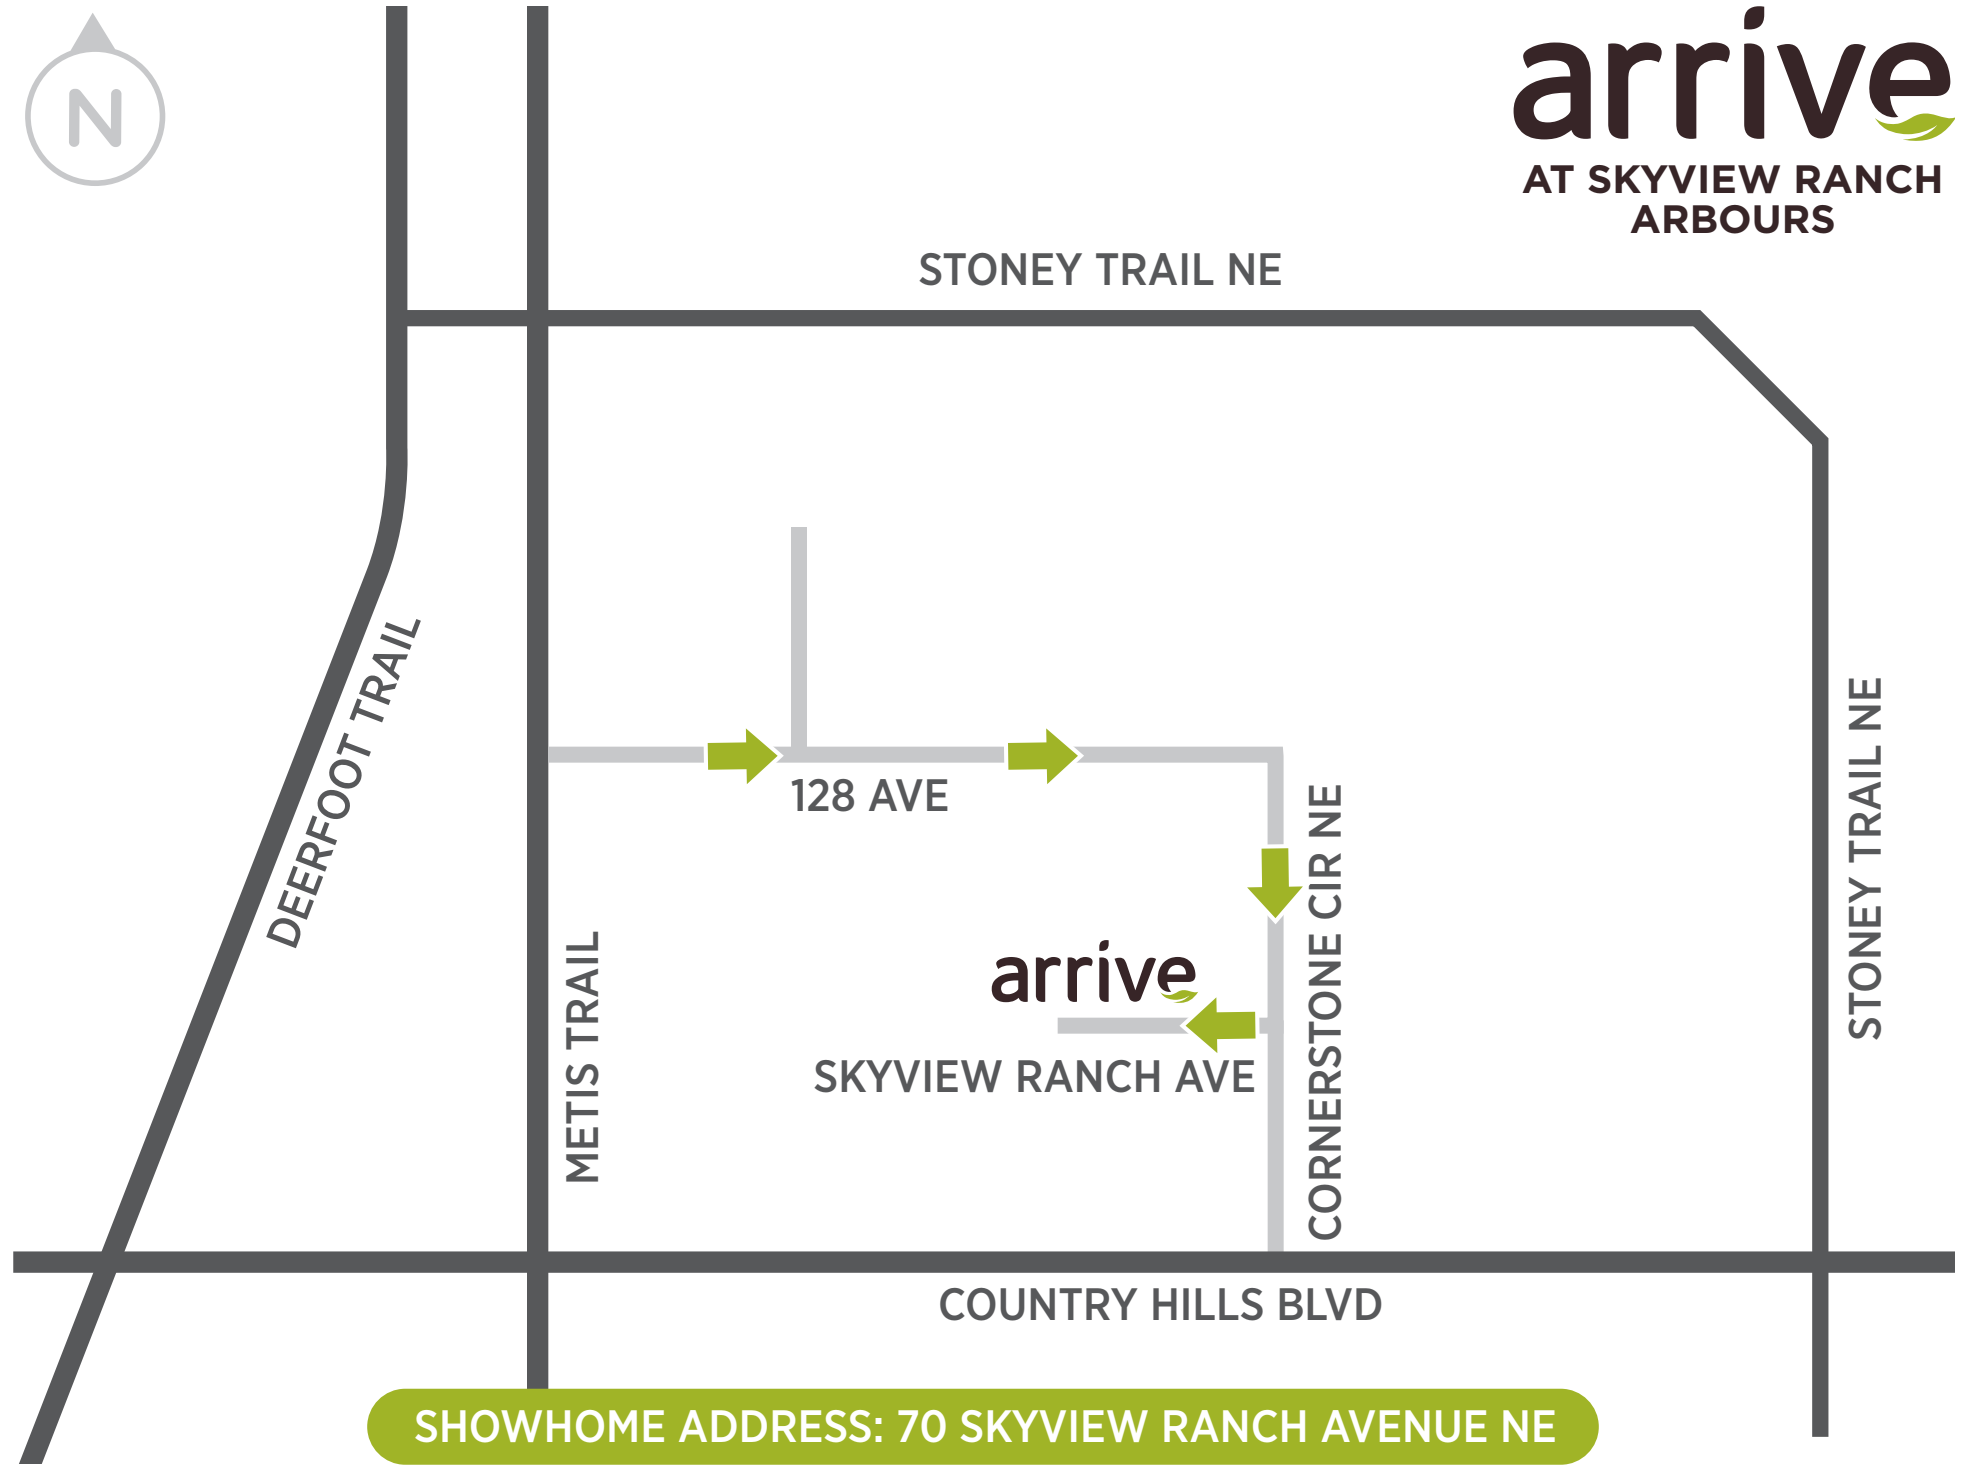 N
arrive
AT SKYVIEW RANCH
ARBOURS
STONEY TRAIL NE
DEERFOOT TRAIL
STONEY TRAIL NE
128 AVE
CORNERSTONE CIR NE
METIS TRAIL
arrive
SKYVIEW RANCH AVE
COUNTRY HILLS BLVD
SHOWHOME ADDRESS: 70 SKYVIEW RANCH AVENUE NE